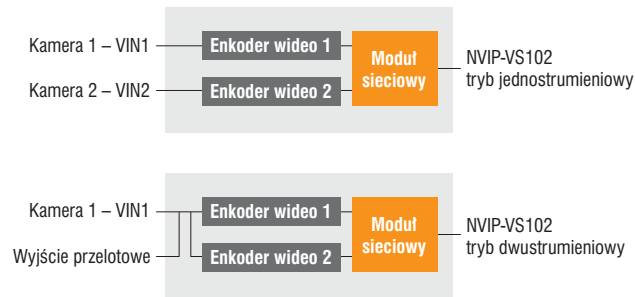 Kamera 1 – VIN1
Enkoder wideo 1
Moduł
sieciowy
NVIP-VS102
tryb jednostrumieniowy
Kamera 2 – VIN2
Enkoder wideo 2
Kamera 1 – VIN1
Enkoder wideo 1
Moduł
sieciowy
NVIP-VS102
tryb dwustrumieniowy
Wyjście przelotowe
Enkoder wideo 2